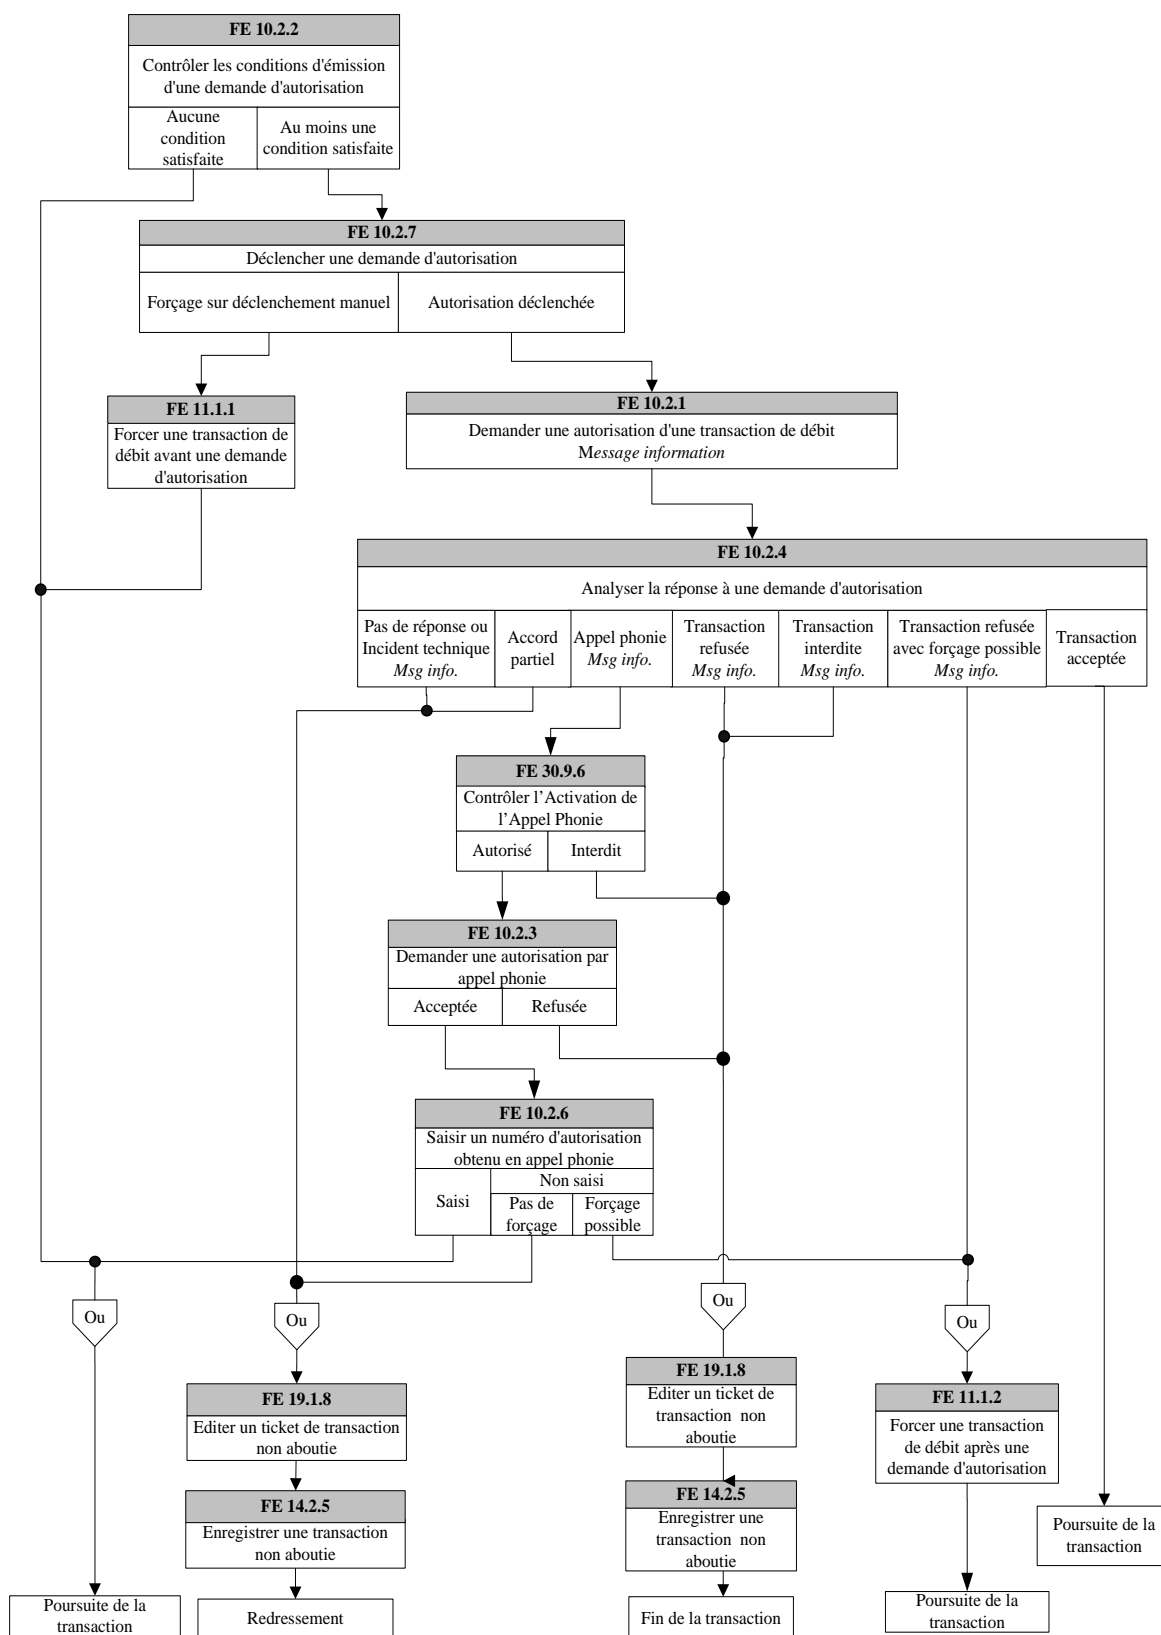 FE 10.2.2
Contrôler les conditions d'émission
d'une demande d'autorisation
Aucune
condition
satisfaite
Au moins une
condition satisfaite
FE 10.2.7
Déclencher une demande d'autorisation
Forçage sur déclenchement manuel
Autorisation déclenchée
FE 11.1.1
Forcer une transaction de
débit avant une demande
d'autorisation
FE 10.2.1
Demander une autorisation d'une transaction de débit
Message information
FE 10.2.4
Analyser la réponse à une demande d'autorisation
Pas de réponse ou
Incident technique
Msg info.
Accord
partiel
Appel phonie
Msg info.
Transaction
refusée
Msg info.
Transaction
interdite
Msg info.
Transaction refusée
avec forçage possible
Msg info.
Transaction
acceptée
FE 30.9.6
Contrôler l’Activation de
l’Appel Phonie
Autorisé
Interdit
FE 10.2.3
Demander une autorisation par
appel phonie
Acceptée
Refusée
FE 10.2.6
Saisir un numéro d'autorisation
obtenu en appel phonie
Saisi
Non saisi
Pas de
forçage
Forçage
possible
Ou
Ou
Ou
Ou
FE 19.1.8
Editer un ticket de transaction
non aboutie
FE 14.2.5
Enregistrer une transaction
non aboutie
FE 19.1.8
Editer un ticket de
transaction non
aboutie
FE 14.2.5
Enregistrer une
transaction non
aboutie
FE 11.1.2
Forcer une transaction
de débit après une
demande d'autorisation
Poursuite de la
transaction
Poursuite de la
transaction
Redressement
Fin de la transaction
Poursuite de la
transaction